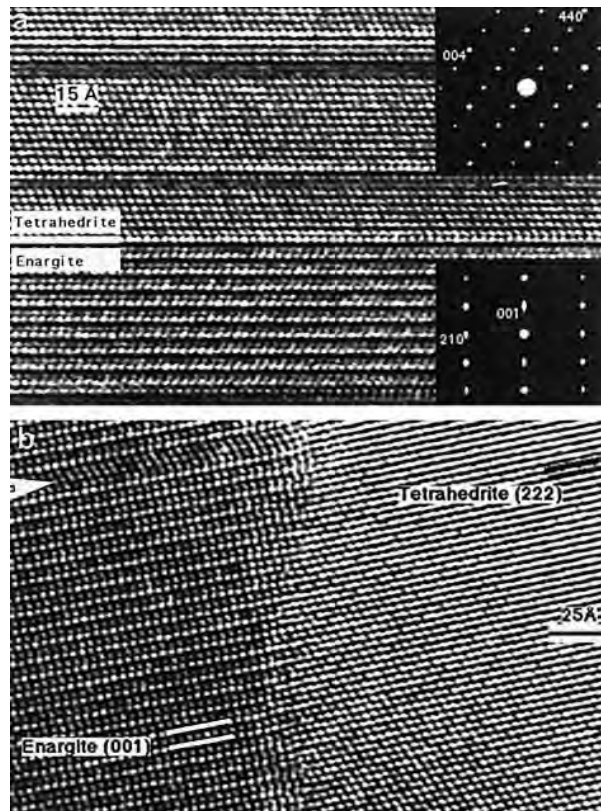 a
440
004
15 Å
Tetrahedrite
Enargite
001
210
b
Tetrahedrite (222)
25Å
Enargite (001)